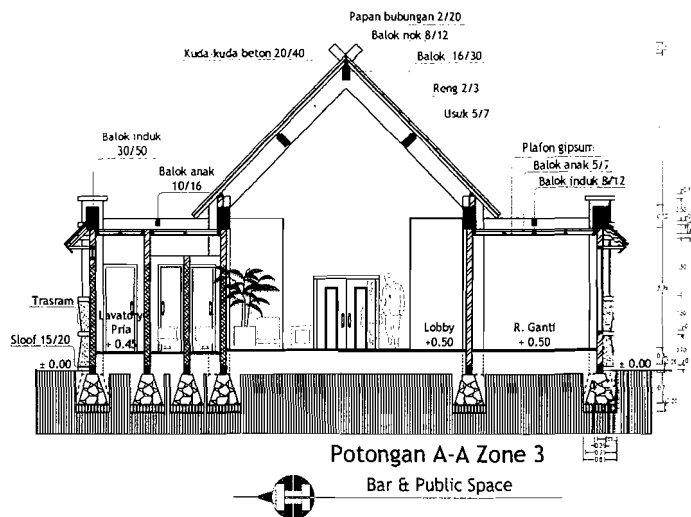 Papan bubungan 2/20
Balok nok 8/12
Kuda-kuda beton 20/40
Balok 16/30
Reng 2/3
Usuk 5/7
Balok induk
30/50
Balok anak
10/16
Plafon gipsum
Balok anak 5/7
Balok induk 8/12
Trasram
Lavatory
Pria
+ 0.45
Lobby
+0.50
R. Ganti
+ 0.50
Sloof 15/20
± 0.00
± 0.00
Potongan A-A Zone 3
Bar & Public Space